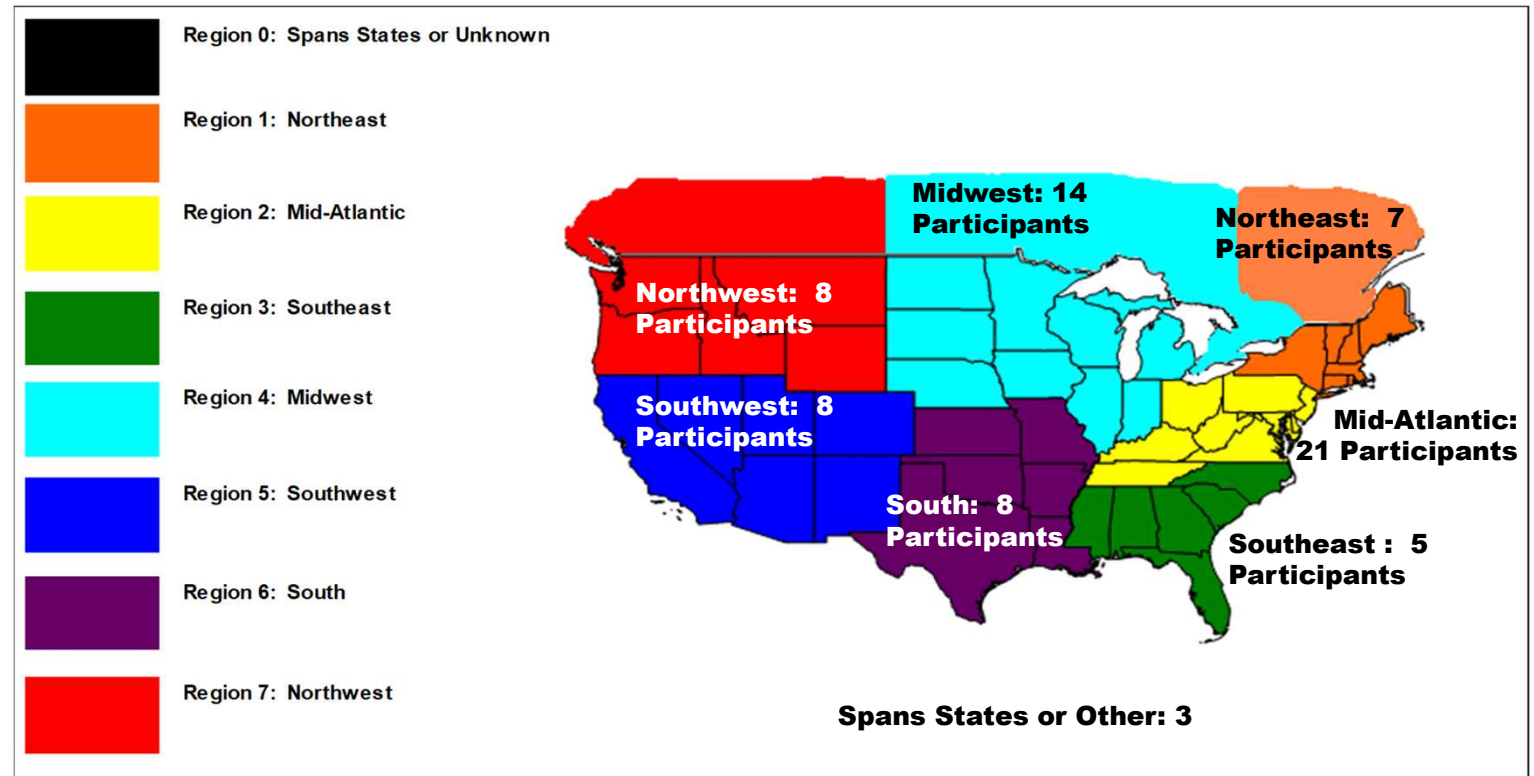 Region 0: Spans States or Unknown
Region 1: Northeast
Region 2: Mid-Atlantic
Region 3: Southeast
Region 4: Midwest
Region 5: Southwest
Region 6: South
Region 7: Northwest
Midwest: 14
Participants
Northeast: 7
Participants
Northwest: 8
Participants
Southwest: 8
Participants
Mid-Atlantic:
21 Participants
South: 8
Participants
Southeast : 5
Participants
Spans States or Other: 3